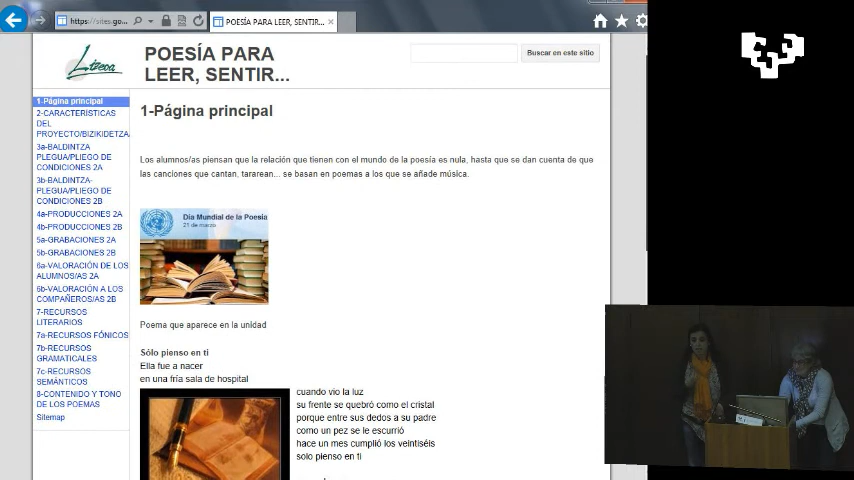 https://sites.go...
POESÍA PARA LEER, SENTIR...
Lizeoa
POESÍA PARA
LEER, SENTIR...
Buscar en este sitio
1-Página principal
2-CARACTERÍSTICAS
DEL
PROYECTO/BIZIKIDETZA
3a-BALDINTZA
PLEGUA/PLIEGO DE
CONDICIONES 2A
3b-BALDINTZA-
PLEGUA/PLIEGO DE
CONDICIONES 2B
4a-PRODUCCIONES 2A
4b-PRODUCCIONES 2B
5a-GRABACIONES 2A
5b-GRABACIONES 2B
6a-VALORACIÓN DE LOS
ALUMNOS/AS 2A
6b-VALORACIÓN A LOS
COMPAÑEROS/AS 2B
7-RECURSOS
LITERARIOS
7a-RECURSOS FÓNICOS
7b-RECURSOS
GRAMATICALES
7c-RECURSOS
SEMÁNTICOS
8-CONTENIDO Y TONO
DE LOS POEMAS
Sitemap
1-Página principal
Los alumnos/as piensan que la relación que tienen con el mundo de la poesía es nula, hasta que se dan cuenta de que
las canciones que cantan, tararean... se basan en poemas a los que se añade música.
Día Mundial de la Poesía
21 de marzo
Poema que aparece en la unidad
Sólo pienso en ti
Ella fue a nacer
en una fría sala de hospital
cuando vio la luz
su frente se quebró como el cristal
porque entre sus dedos a su padre
como un pez se le escurrió
hace un mes cumplió los veintiséis
solo pienso en ti